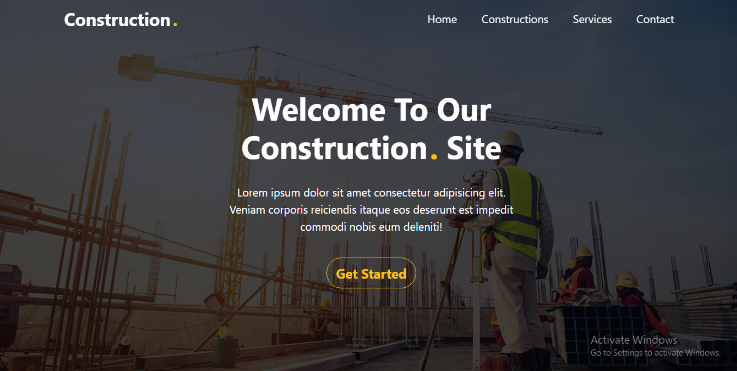 Construction.
Home Constructions Services Contact
Welcome To Our
Construction. Site
Lorem ipsum dolor sit amet consectetur adipisicing elit.
Veniam corporis reiciendis itaque eos deserunt est impedit
commodi nobis eum deleniti!
Get Started
Activate Windows
Go to Settings to activate Windows.